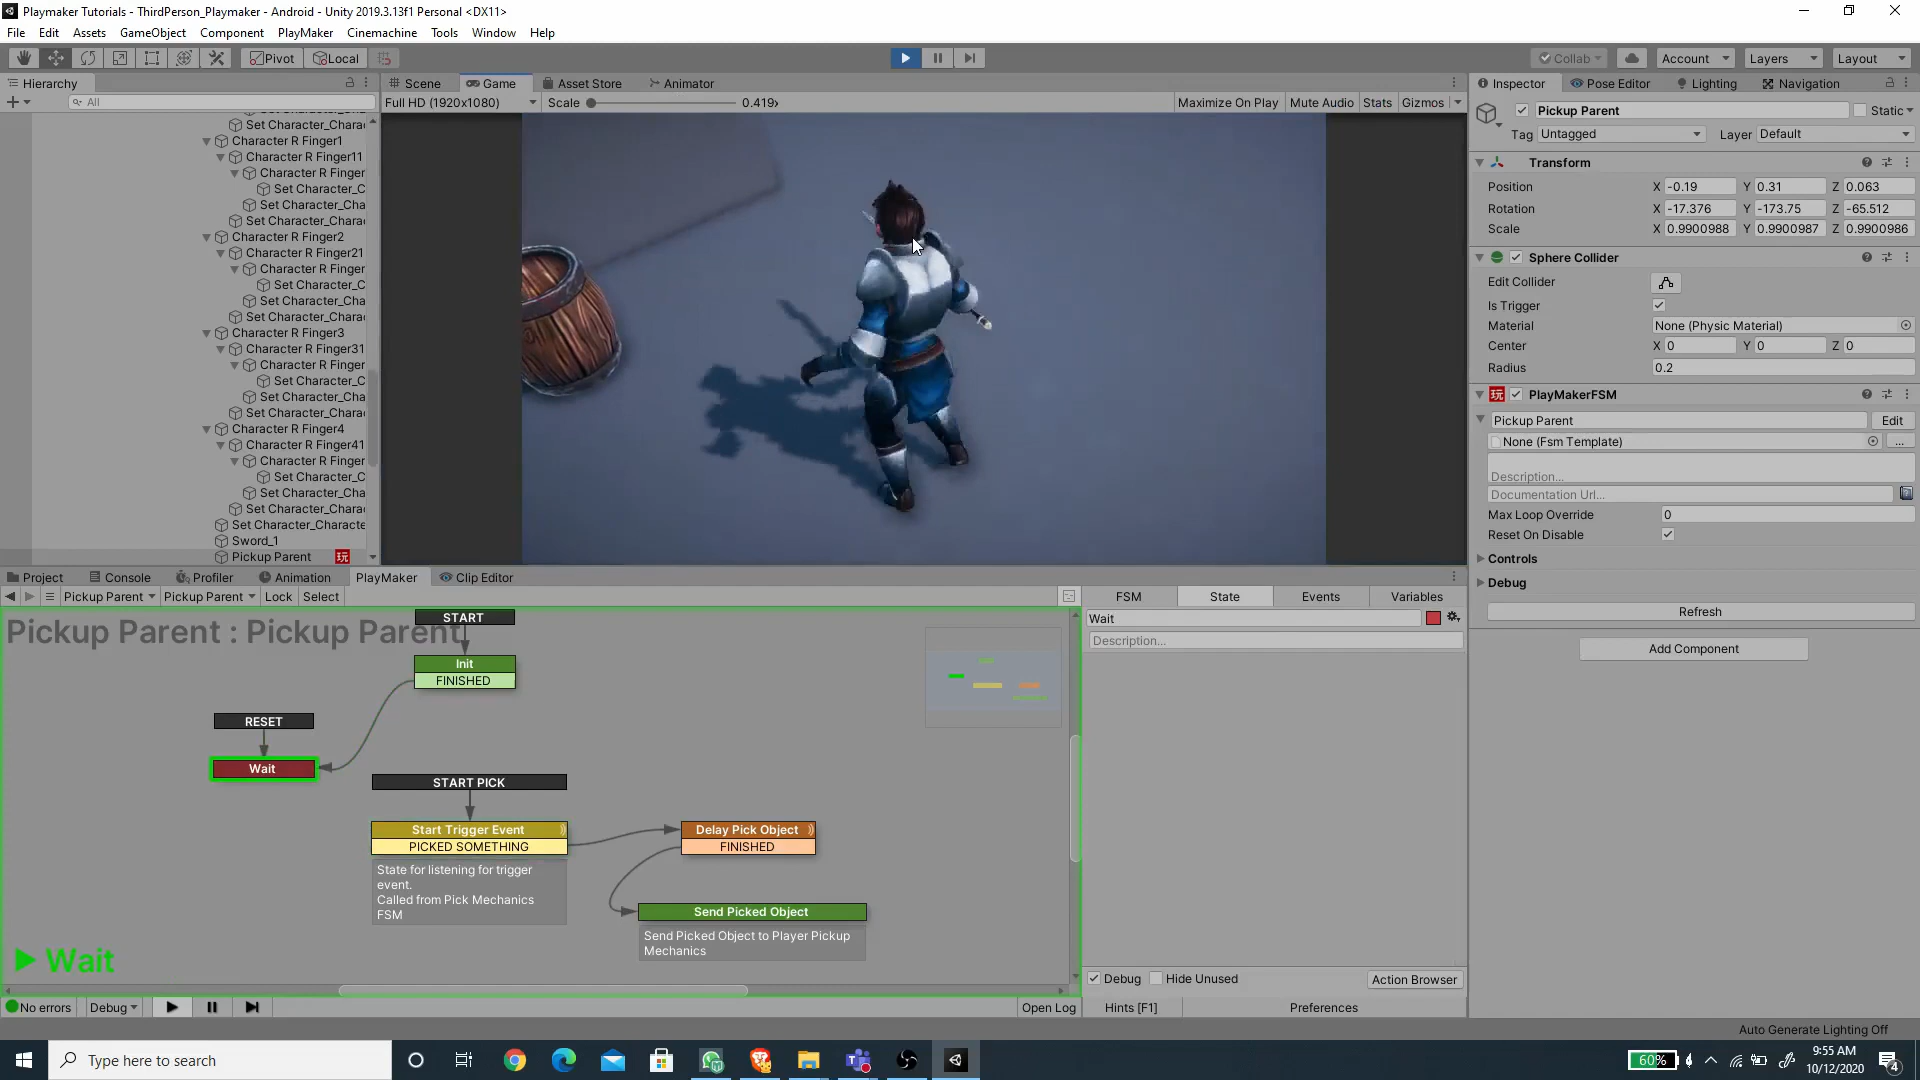 Playmaker Tutorials - ThirdPerson_Playmaker - Android - Unity 2019.3.13f1 Personal <DX11>
File Edit Assets GameObject Component PlayMaker Cinemachine Tools Window Help
Pivot Local Collab Account Layers Layout
Hierarchy
All
Set Character_Chara
Character R Finger1
Character R Finger11
Character R Finger
Set Character_C
Set Character_Cha
Set Character_Chara
Character R Finger2
Character R Finger21
Character R Finger
Set Character_C
Set Character_Cha
Set Character_Chara
Character R Finger3
Character R Finger31
Character R Finger
Set Character_C
Set Character_Cha
Set Character_Chara
Character R Finger4
Character R Finger41
Character R Finger
Set Character_C
Set Character_Cha
Set Character_Chara
Set Character_Characte
Sword_1
Pickup Parent 玩
Scene Game Asset Store Animator
Full HD (1920x1080) Scale 0.419x Maximize On Play Mute Audio Stats Gizmos
Inspector Pose Editor Lighting Navigation
Pickup Parent Static
Tag Untagged Layer Default
Transform
Position X -0.19 Y 0.31 Z 0.063
Rotation X -17.376 Y -173.75 Z -65.512
Scale X 0.9900988 Y 0.9900987 Z 0.9900986
Sphere Collider
Edit Collider
Is Trigger
Material None (Physic Material)
Center X 0 Y 0 Z 0
Radius 0.2
玩 PlayMakerFSM
Pickup Parent Edit
None (Fsm Template) ...
Description...
Documentation Url...
Max Loop Override 0
Reset On Disable
Controls
Debug
Refresh
Add Component
Project Console Profiler Animation PlayMaker Clip Editor
Pickup Parent Pickup Parent Lock Select
Pickup Parent : Pickup Parent
START
Init
FINISHED
RESET
Wait
START PICK
Start Trigger Event
PICKED SOMETHING
State for listening for trigger
event.
Called from Pick Mechanics
FSM
Delay Pick Object
FINISHED
Send Picked Object
Send Picked Object to Player Pickup
Mechanics
Wait
No errors Debug Open Log
FSM State Events Variables
Wait
Description...
Debug Hide Unused Action Browser
Hints [F1] Preferences
Auto Generate Lighting Off
Type here to search
60%
9:55 AM
10/12/2020
4